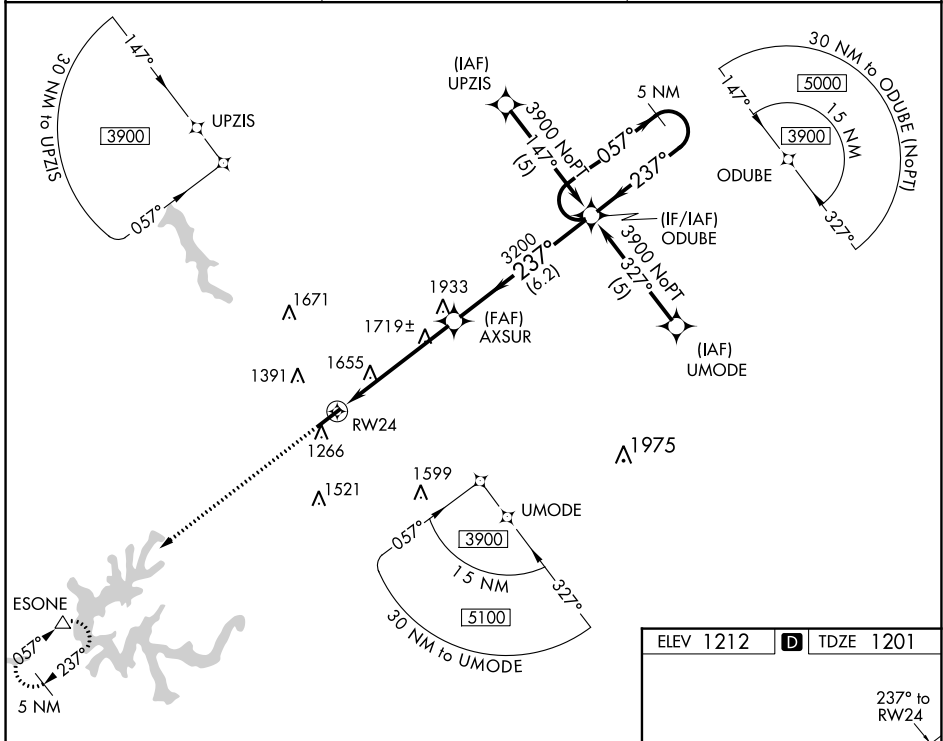 147°
30 NM to UPZIS
3900
UPZIS
057°
(IAF)
UPZIS
3900 NoPT
147°
(5)
5 NM
057°
237°
(IF/IAF)
ODUBE
30 NM to ODUBE (NoPT)
5000
147°
15 NM
3900
ODUBE
327°
3200
237°
(6.2)
3900 NoPT
327°
(5)
(IAF)
UMODE
1933
1671
1719±
(FAF)
AXSUR
1391
1655
RW24
1266
1521
1599
1975
UMODE
057°
3900
15 NM
327°
5100
30 NM to UMODE
ESONE
057°
237°
5 NM
ELEV 1212 D TDZE 1201
237° to
RW24